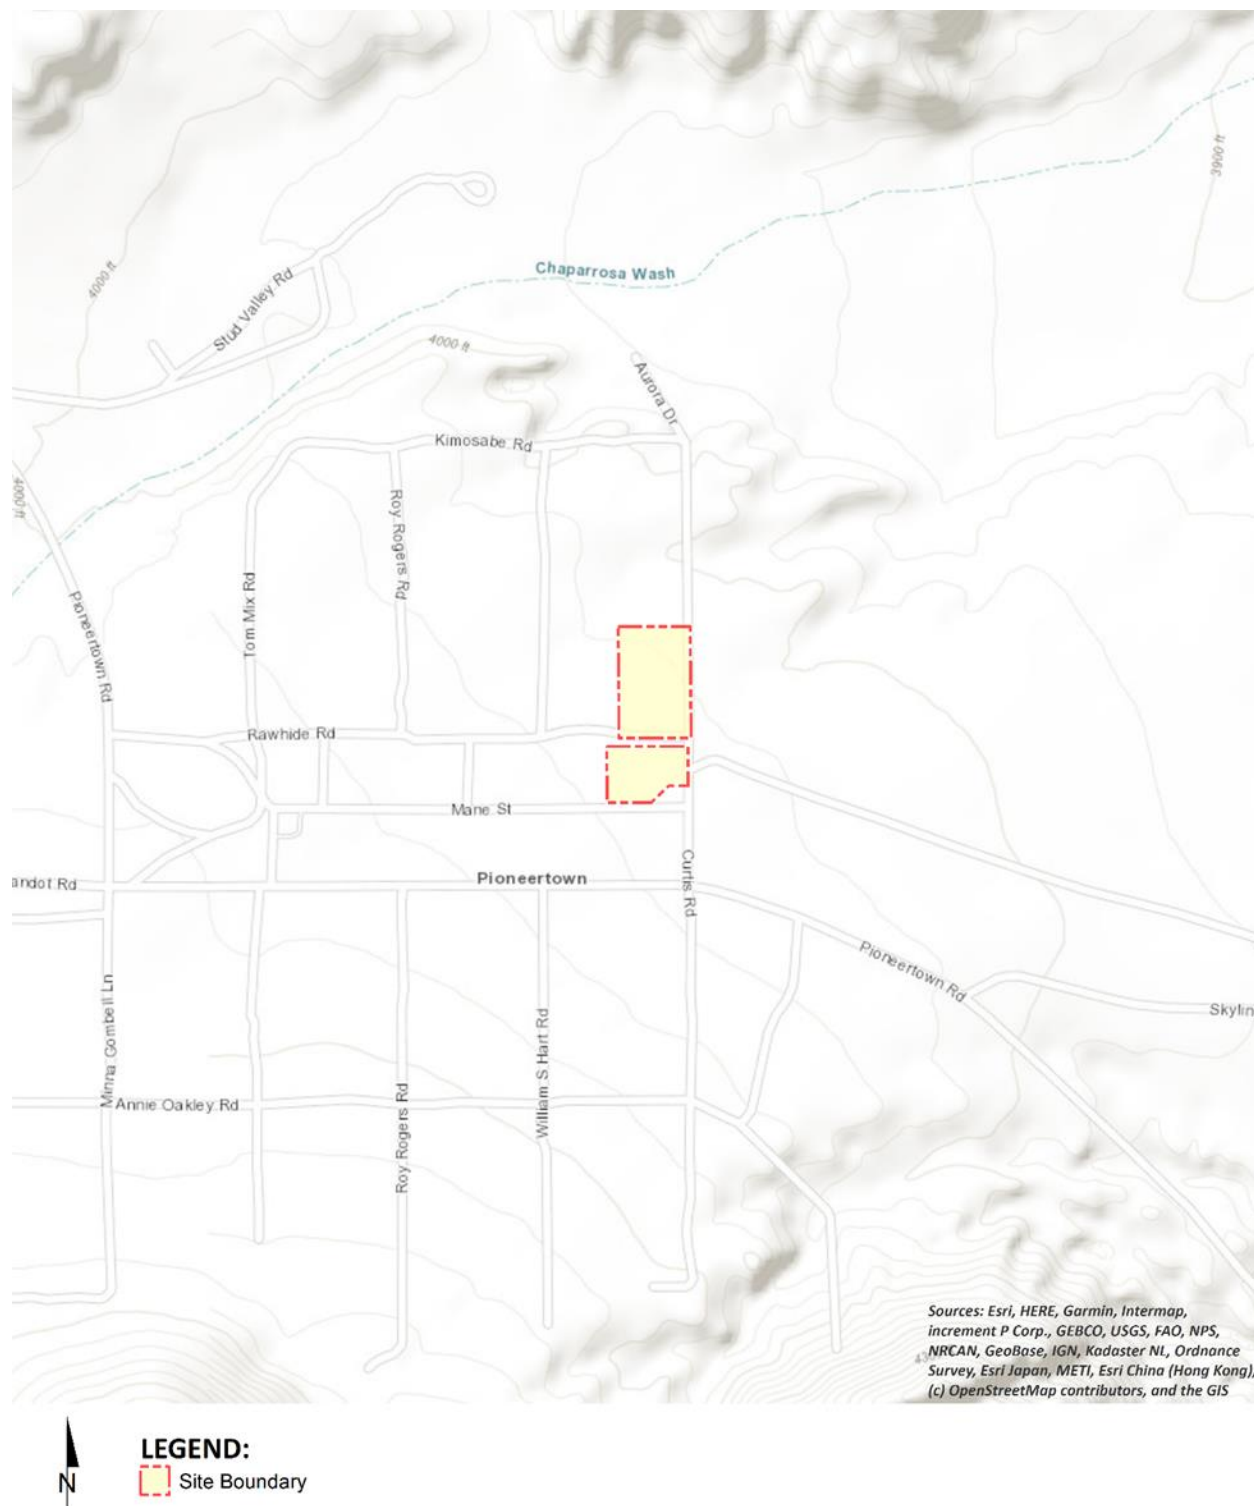 3900 ft
Chaparrosa Wash
4000 ft
Stud Valley Rd
4000 ft
Aurora Dr
Kimosabe Rd
4000 ft
Roy Rogers Rd
Tom Mix Rd
Pioneertown Rd
Rawhide Rd
Mane St
andot Rd
Pioneertown
Curtis Rd
Pioneertown Rd
Skylin
Minna Gombell Ln
William S Hart Rd
Annie Oakley Rd
Roy Rogers Rd
Sources: Esri, HERE, Garmin, Intermap,
increment P Corp., GEBCO, USGS, FAO, NPS,
NRCAN, GeoBase, IGN, Kadaster NL, Ordnance
Survey, Esri Japan, METI, Esri China (Hong Kong),
(c) OpenStreetMap contributors, and the GIS
N
LEGEND:
Site Boundary